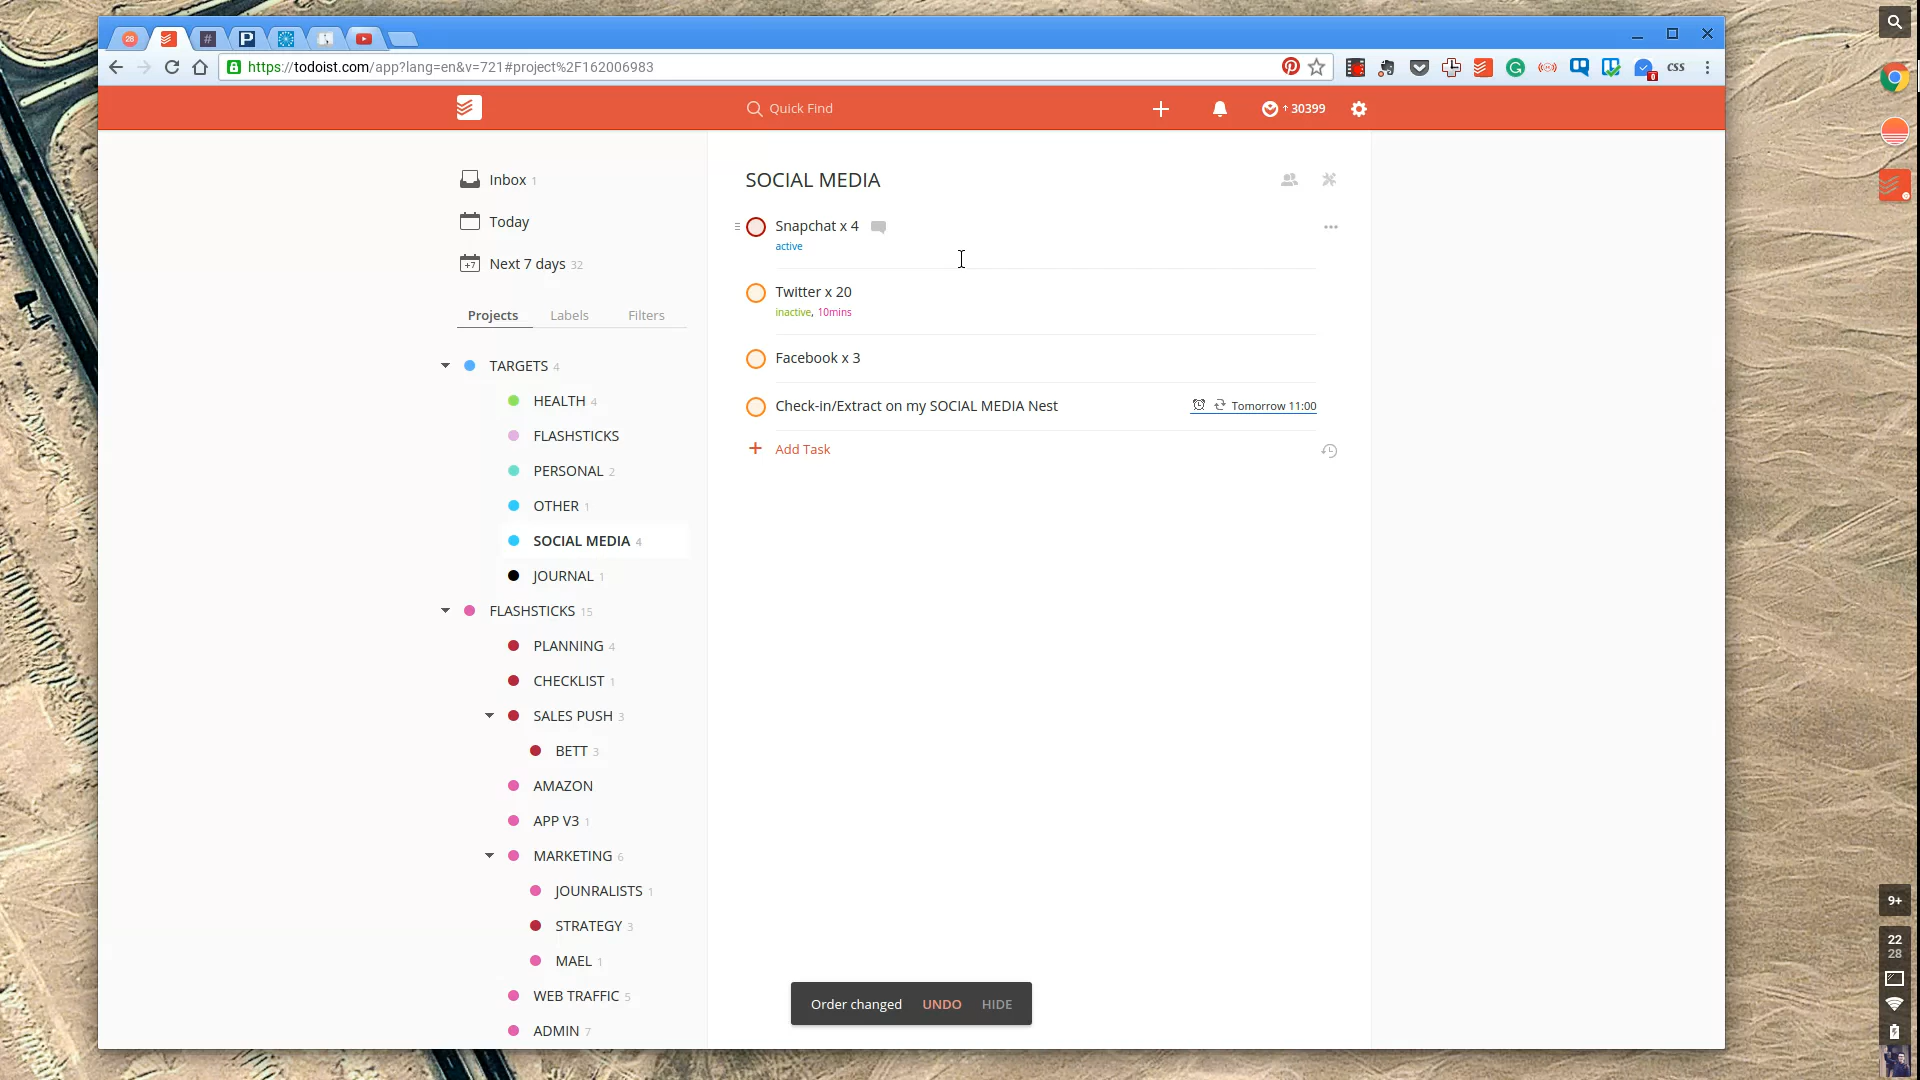 28
#
P
https://todoist.com/app?lang=en&v=721#project%2F162006983
0
css
Quick Find
30399
Inbox 1
Today
+7
Next 7 days 32
Projects Labels Filters
TARGETS 4
HEALTH 4
FLASHSTICKS
PERSONAL 2
OTHER 1
SOCIAL MEDIA 4
JOURNAL 1
FLASHSTICKS 15
PLANNING 4
CHECKLIST 1
SALES PUSH 3
BETT 3
AMAZON
APP V3 1
MARKETING 6
JOUNRALISTS 1
STRATEGY 3
MAEL 1
WEB TRAFFIC 5
ADMIN 7
SOCIAL MEDIA
Snapchat x 4
active
Twitter x 20
inactive, 10mins
Facebook x 3
Check-in/Extract on my SOCIAL MEDIA Nest
Tomorrow 11:00
+ Add Task
Order changed UNDO HIDE
9+
22
28